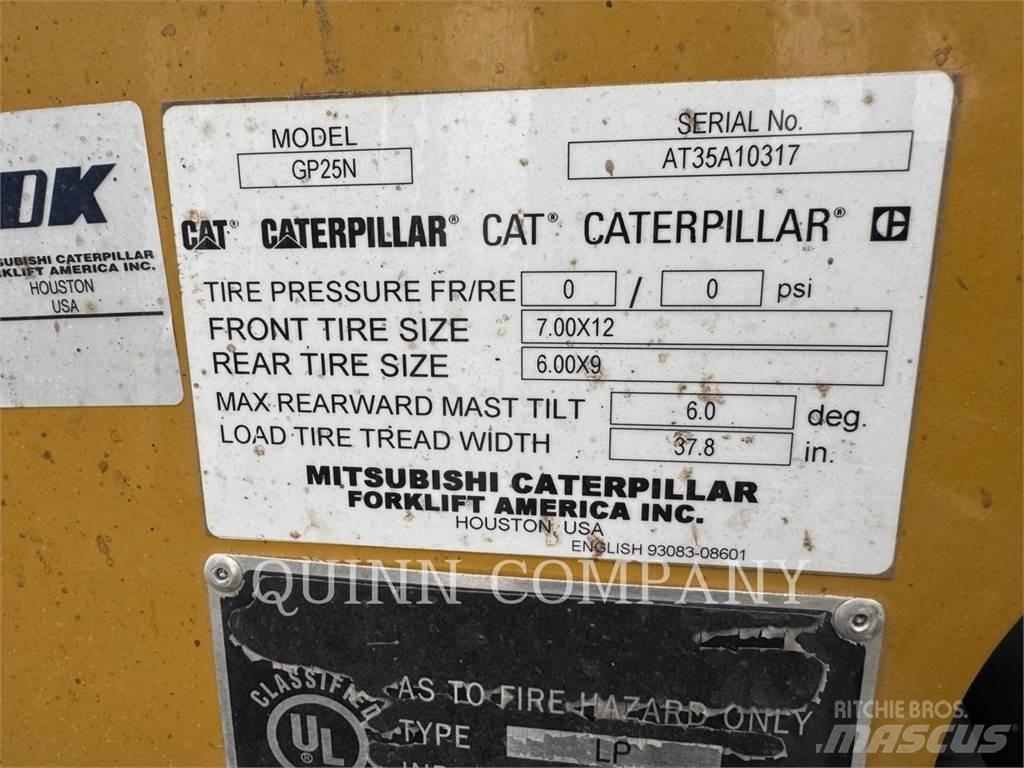 MODEL
GP25N
SERIAL No.
AT35A10317
CAT® CATERPILLAR® CAT® CATERPILLAR®
TIRE PRESSURE FR/RE 0 / 0 psi
FRONT TIRE SIZE 7.00X12
REAR TIRE SIZE 6.00X9
MAX REARWARD MAST TILT 6.0 deg.
LOAD TIRE TREAD WIDTH 37.8 in.
MITSUBISHI CATERPILLAR
FORKLIFT AMERICA INC.
HOUSTON, USA
ENGLISH 93083-08601
SUBISHI CATERPILLAR
RKLIFT AMERICA INC.
HOUSTON
USA
QUINN COMPANY
CLASSIFIED
UL
AS TO FIRE HAZARD ONLY
TYPE LP
RITCHIE BROS.
MASCUS